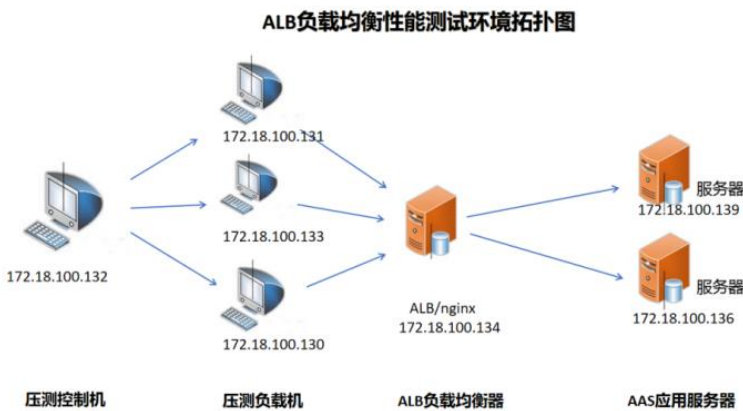 ALB负载均衡性能测试环境拓扑图
172.18.100.131
172.18.100.133
172.18.100.130
172.18.100.132
ALB/nginx
172.18.100.134
服务器
172.18.100.139
服务器
172.18.100.136
压测控制机
压测负载机
ALB负载均衡器
AAS应用服务器